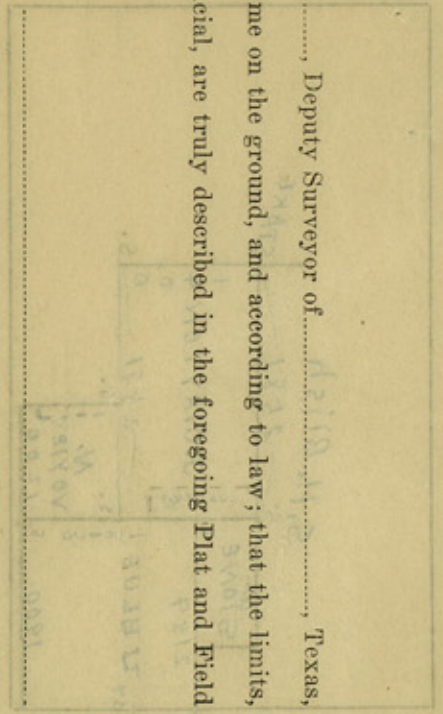 ......, Deputy Surveyor of........................................, Texas,
me on the ground, and according to law; that the limits,
cial, are truly described in the foregoing Plat and Field